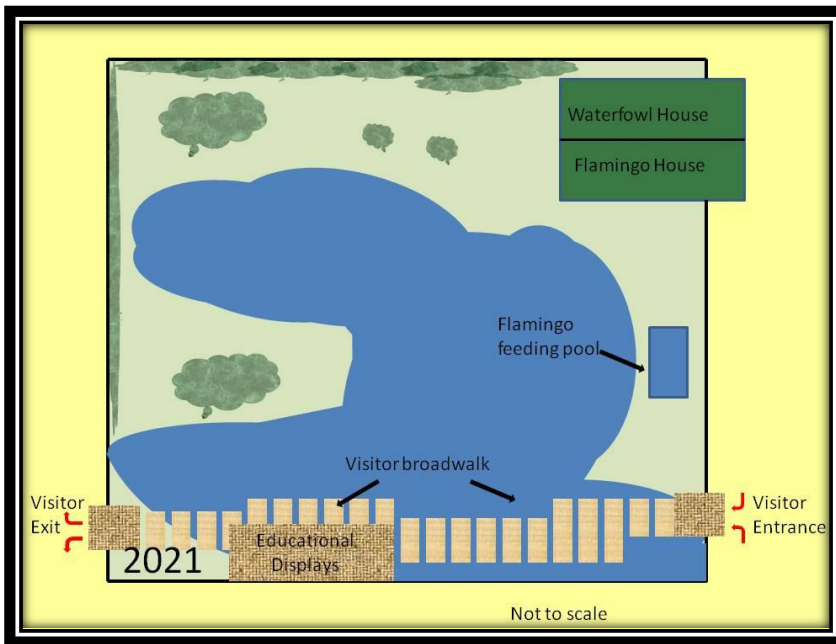 Waterfowl House
Flamingo House
Flamingo
feeding pool
Visitor broadwalk
Visitor
Exit
Visitor
Entrance
Educational
Displays
2021
Not to scale